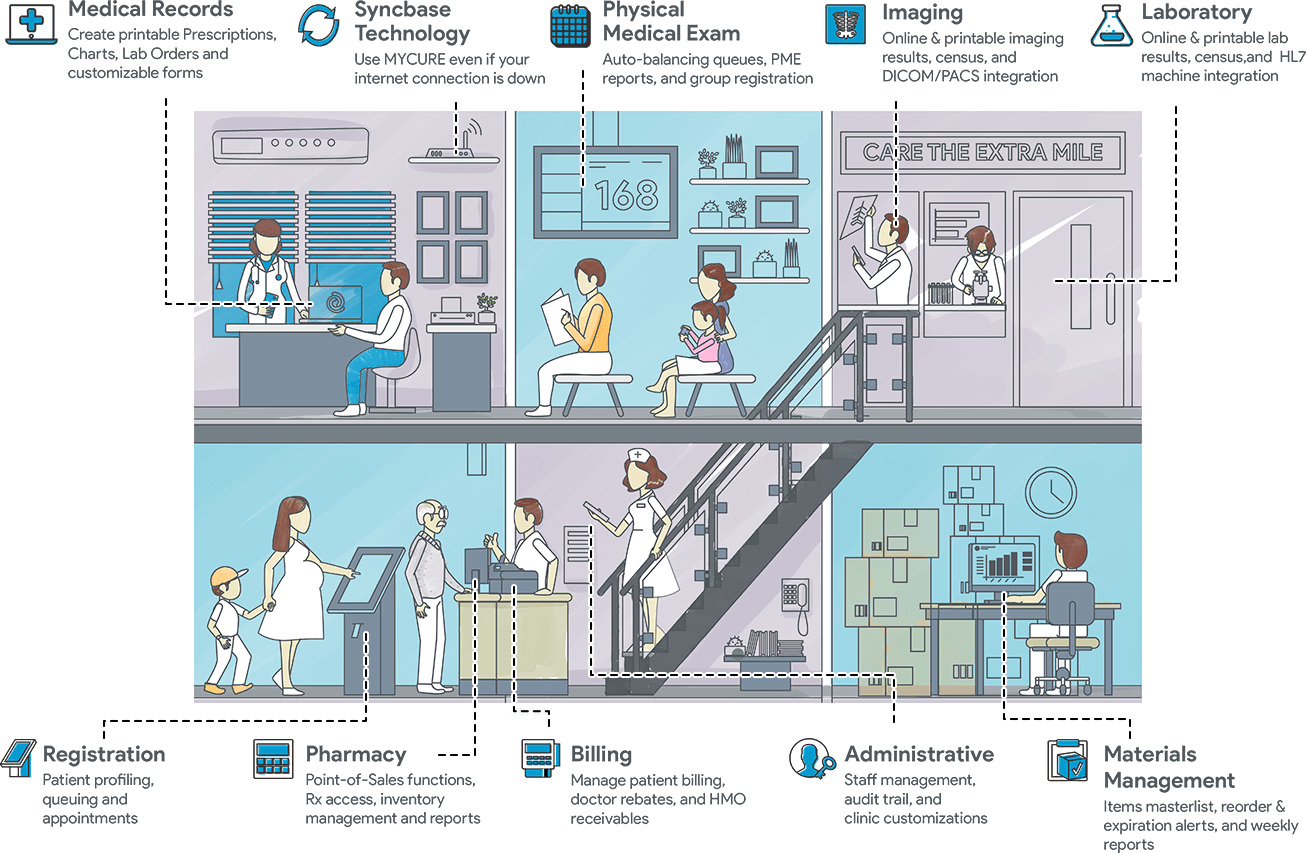 Medical Records
Create printable Prescriptions,
Charts, Lab Orders and
customizable forms
Syncbase
Technology
Use MYCURE even if your
internet connection is down
Physical
Medical Exam
Auto-balancing queues, PME
reports, and group registration
Imaging
Online & printable imaging
results, census, and
DICOM/PACS integration
Laboratory
Online & printable lab
results, census,and HL7
machine integration
168
CARE THE EXTRA MILE
Registration
Patient profiling,
queuing and
appointments
Pharmacy
Point-of-Sales functions,
Rx access, inventory
management and reports
Billing
Manage patient billing,
doctor rebates, and HMO
receivables
Administrative
Staff management,
audit trail, and
clinic customizations
Materials
Management
Items masterlist, reorder &
expiration alerts, and weekly
reports